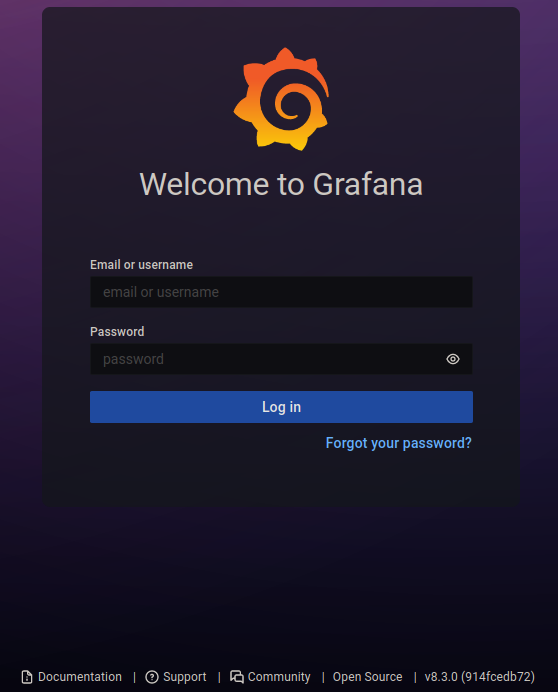 Welcome to Grafana
Email or username
email or username
Password
password
Log in
Forgot your password?
Documentation | Support | Community | Open Source | v8.3.0 (914fcedb72)